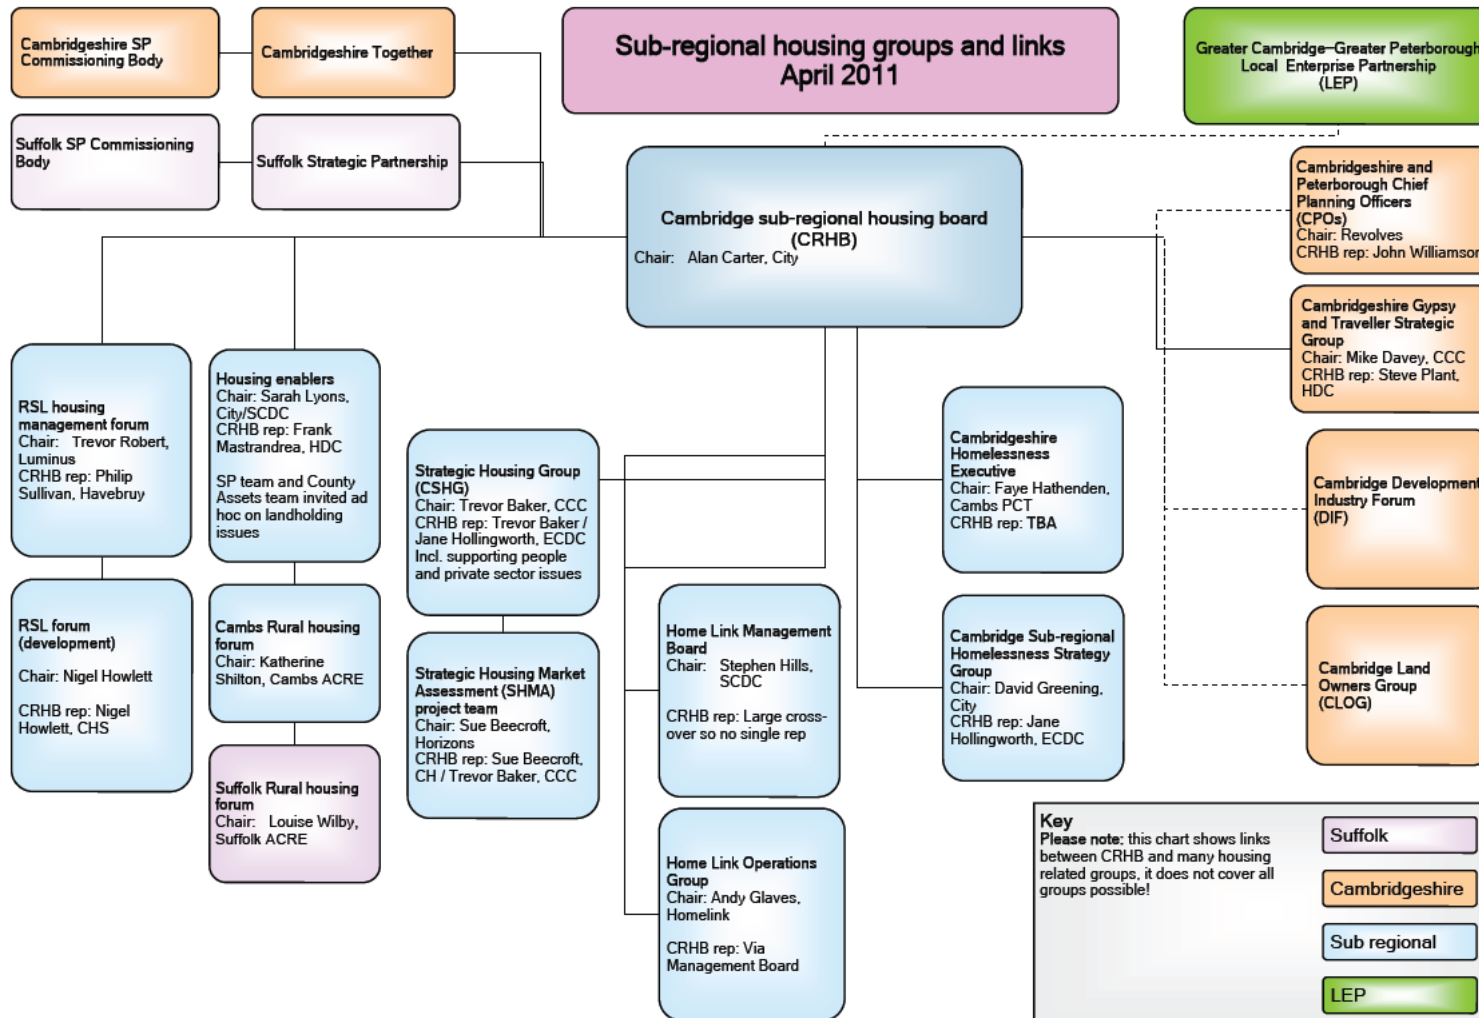 Cambridgeshire SP
Commissioning Body
Cambridgeshire Together
Sub-regional housing groups and links
April 2011
Greater Cambridge–Greater Peterborough
Local Enterprise Partnership
(LEP)
Suffolk SP Commissioning
Body
Suffolk Strategic Partnership
Cambridge sub-regional housing board
(CRHB)
Chair: Alan Carter, City
Cambridgeshire and
Peterborough Chief
Planning Officers
(CPOs)
Chair: Revolves
CRHB rep: John Williamson
Cambridgeshire Gypsy
and Traveller Strategic
Group
Chair: Mike Davey, CCC
CRHB rep: Steve Plant,
HDC
RSL housing
management forum
Chair: Trevor Robert,
Luminus
CRHB rep: Philip
Sullivan, Havebruy
Housing enablers
Chair: Sarah Lyons,
City/SCDC
CRHB rep: Frank
Mastrandrea, HDC
SP team and County
Assets team invited ad
hoc on landholding
issues
Strategic Housing Group
(CSHG)
Chair: Trevor Baker, CCC
CRHB rep: Trevor Baker /
Jane Hollingworth, ECDC
Incl. supporting people
and private sector issues
Cambridgeshire
Homelessness
Executive
Chair: Faye Hathenden,
Cambs PCT
CRHB rep: TBA
Cambridge Development
Industry Forum
(DIF)
RSL forum
(development)
Chair: Nigel Howlett
CRHB rep: Nigel
Howlett, CHS
Cambs Rural housing
forum
Chair: Katherine
Shilton, Cambs ACRE
Strategic Housing Market
Assessment (SHMA)
project team
Chair: Sue Beecroft,
Horizons
CRHB rep: Sue Beecroft,
CH / Trevor Baker, CCC
Home Link Management
Board
Chair: Stephen Hills,
SCDC
CRHB rep: Large cross-
over so no single rep
Cambridge Sub-regional
Homelessness Strategy
Group
Chair: David Greening,
City
CRHB rep: Jane
Hollingworth, ECDC
Cambridge Land
Owners Group
(CLOG)
Suffolk Rural housing
forum
Chair: Louise Wilby,
Suffolk ACRE
Home Link Operations
Group
Chair: Andy Glaves,
Homelink
CRHB rep: Via
Management Board
Key
Please note: this chart shows links
between CRHB and many housing
related groups, it does not cover all
groups possible!
Suffolk
Cambridgeshire
Sub regional
LEP